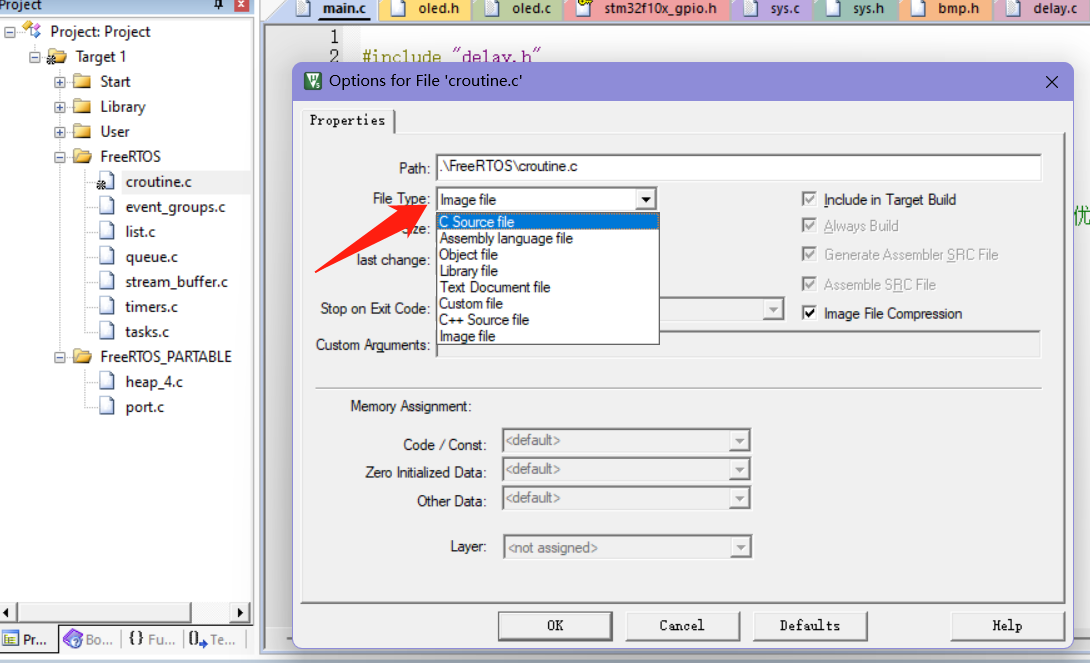 Project
main.c oled.h oled.c stm32f10x_gpio.h sys.c sys.h bmp.h delay.c
Project: Project
Target 1
Start
Library
User
FreeRTOS
croutine.c
event_groups.c
list.c
queue.c
stream_buffer.c
timers.c
tasks.c
FreeRTOS_PARTABLE
heap_4.c
port.c
Pr... Bo... {} Fu... Te...
1
2 #include "delay.h"
优
Options for File 'croutine.c'
Properties
Path: .\FreeRTOS\croutine.c
File Type: Image file
C Source file
Assembly language file
Object file
Library file
Text Document file
Custom file
C++ Source file
Image file
last change:
Stop on Exit Code:
Custom Arguments:
Include in Target Build
Always Build
Generate Assembler SRC File
Assemble SRC File
Image File Compression
Memory Assignment:
Code / Const: <default>
Zero Initialized Data: <default>
Other Data: <default>
Layer: <not assigned>
OK Cancel Defaults Help